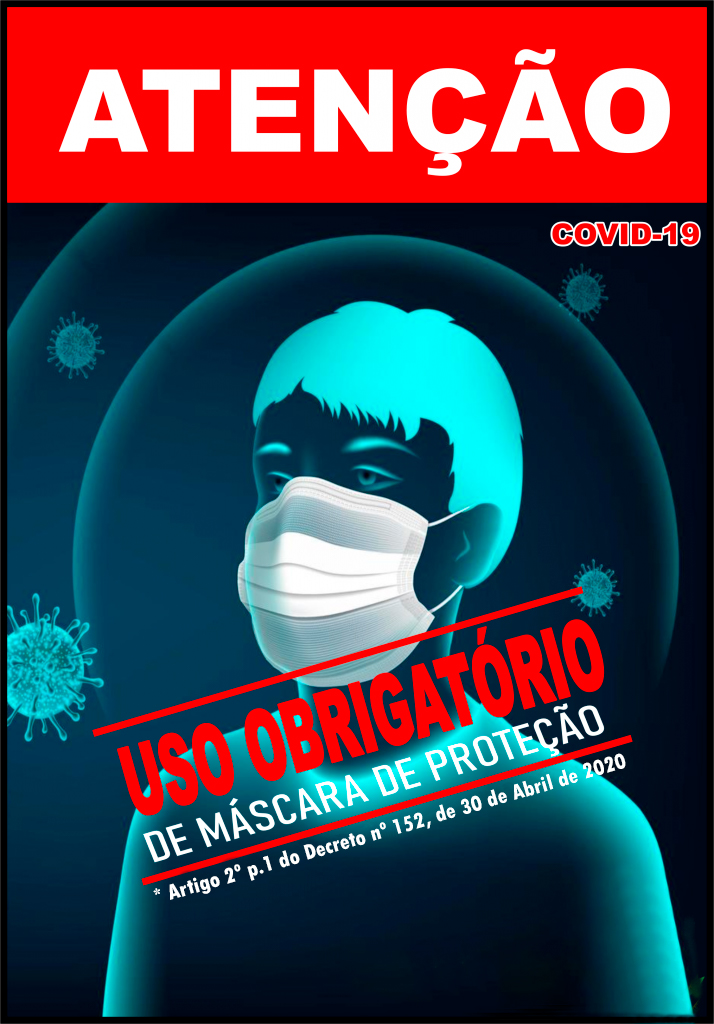 ATENÇÃO
COVID-19
USO OBRIGATÓRIO
DE MÁSCARA DE PROTEÇÃO
* Artigo 2º p.1 do Decreto nº 152, de 30 de Abril de 2020